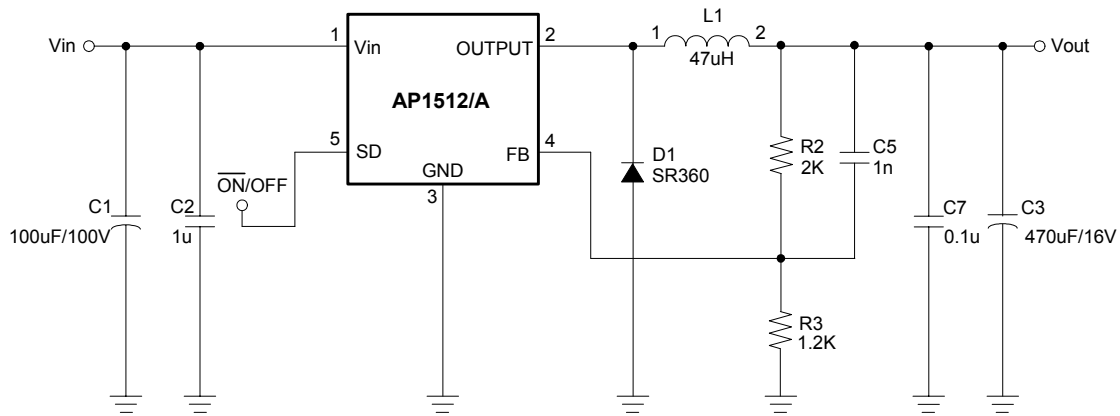 L1
1
2
1
2
Vin
Vin
OUTPUT
47uH
Vout
AP1512/A
5
SD
4
FB
GND
3
D1
SR360
R2
2K
C5
1n
ON/OFF
C1
100uF/100V
C2
1u
C7
0.1u
C3
470uF/16V
R3
1.2K